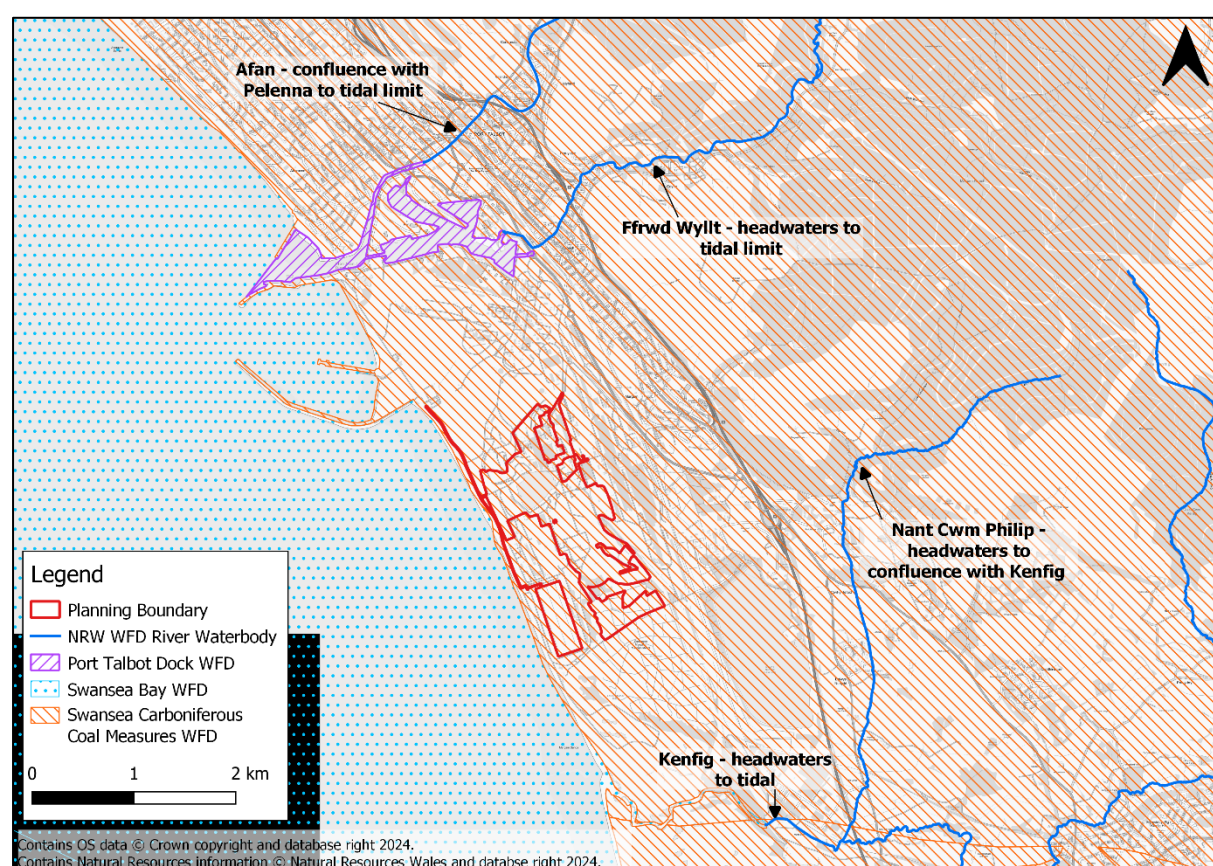 Afan - confluence with
Pelenna to tidal limit
PORT TALBOT
Ffrwd Wyllt - headwaters to
tidal limit
Nant Cwm Philip -
headwaters to
confluence with Kenfig
Kenfig - headwaters
to tidal
Legend
Planning Boundary
NRW WFD River Waterbody
Port Talbot Dock WFD
Swansea Bay WFD
Swansea Carboniferous
Coal Measures WFD
0 1 2 km
Contains OS data © Crown copyright and database right 2024.
Contains Natural Resources information © Natural Resources Wales and databse right 2024.